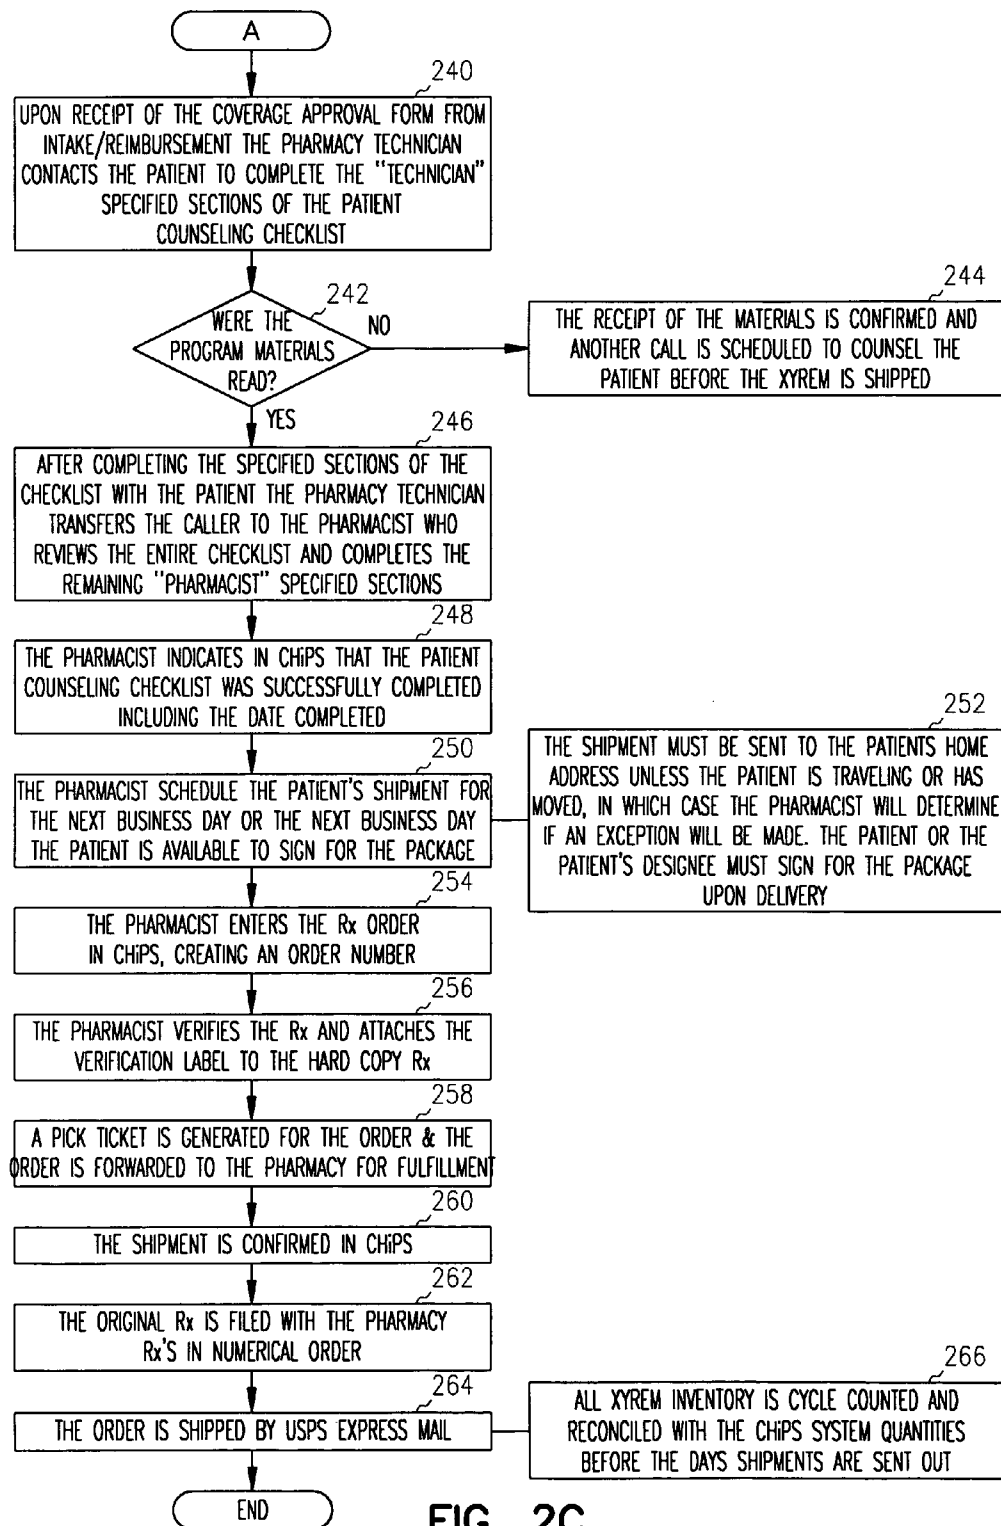 A
240
UPON RECEIPT OF THE COVERAGE APPROVAL FORM FROM
INTAKE/REIMBURSEMENT THE PHARMACY TECHNICIAN
CONTACTS THE PATIENT TO COMPLETE THE "TECHNICIAN"
SPECIFIED SECTIONS OF THE PATIENT
COUNSELING CHECKLIST
242
WERE THE
PROGRAM MATERIALS
READ?
NO
YES
244
THE RECEIPT OF THE MATERIALS IS CONFIRMED AND
ANOTHER CALL IS SCHEDULED TO COUNSEL THE
PATIENT BEFORE THE XYREM IS SHIPPED
246
AFTER COMPLETING THE SPECIFIED SECTIONS OF THE
CHECKLIST WITH THE PATIENT THE PHARMACY TECHNICIAN
TRANSFERS THE CALLER TO THE PHARMACIST WHO
REVIEWS THE ENTIRE CHECKLIST AND COMPLETES THE
REMAINING "PHARMACIST" SPECIFIED SECTIONS
248
THE PHARMACIST INDICATES IN CHiPS THAT THE PATIENT
COUNSELING CHECKLIST WAS SUCCESSFULLY COMPLETED
INCLUDING THE DATE COMPLETED
250
THE PHARMACIST SCHEDULE THE PATIENT'S SHIPMENT FOR
THE NEXT BUSINESS DAY OR THE NEXT BUSINESS DAY
THE PATIENT IS AVAILABLE TO SIGN FOR THE PACKAGE
252
THE SHIPMENT MUST BE SENT TO THE PATIENTS HOME
ADDRESS UNLESS THE PATIENT IS TRAVELING OR HAS
MOVED, IN WHICH CASE THE PHARMACIST WILL DETERMINE
IF AN EXCEPTION WILL BE MADE. THE PATIENT OR THE
PATIENT'S DESIGNEE MUST SIGN FOR THE PACKAGE
UPON DELIVERY
254
THE PHARMACIST ENTERS THE Rx ORDER
IN CHiPS, CREATING AN ORDER NUMBER
256
THE PHARMACIST VERIFIES THE Rx AND ATTACHES THE
VERIFICATION LABEL TO THE HARD COPY Rx
258
A PICK TICKET IS GENERATED FOR THE ORDER & THE
ORDER IS FORWARDED TO THE PHARMACY FOR FULFILLMENT
260
THE SHIPMENT IS CONFIRMED IN CHiPS
262
THE ORIGINAL Rx IS FILED WITH THE PHARMACY
Rx'S IN NUMERICAL ORDER
264
THE ORDER IS SHIPPED BY USPS EXPRESS MAIL
266
ALL XYREM INVENTORY IS CYCLE COUNTED AND
RECONCILED WITH THE CHiPS SYSTEM QUANTITIES
BEFORE THE DAYS SHIPMENTS ARE SENT OUT
END
FIG. 2C